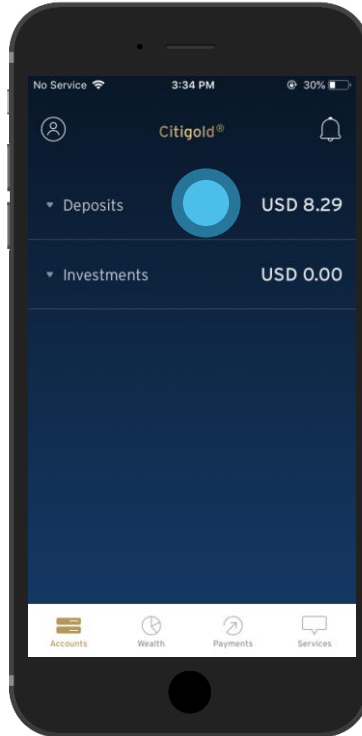 No Service 3:34 PM 30%
Citigold®
Deposits USD 8.29
Investments USD 0.00
Accounts Wealth Payments Services